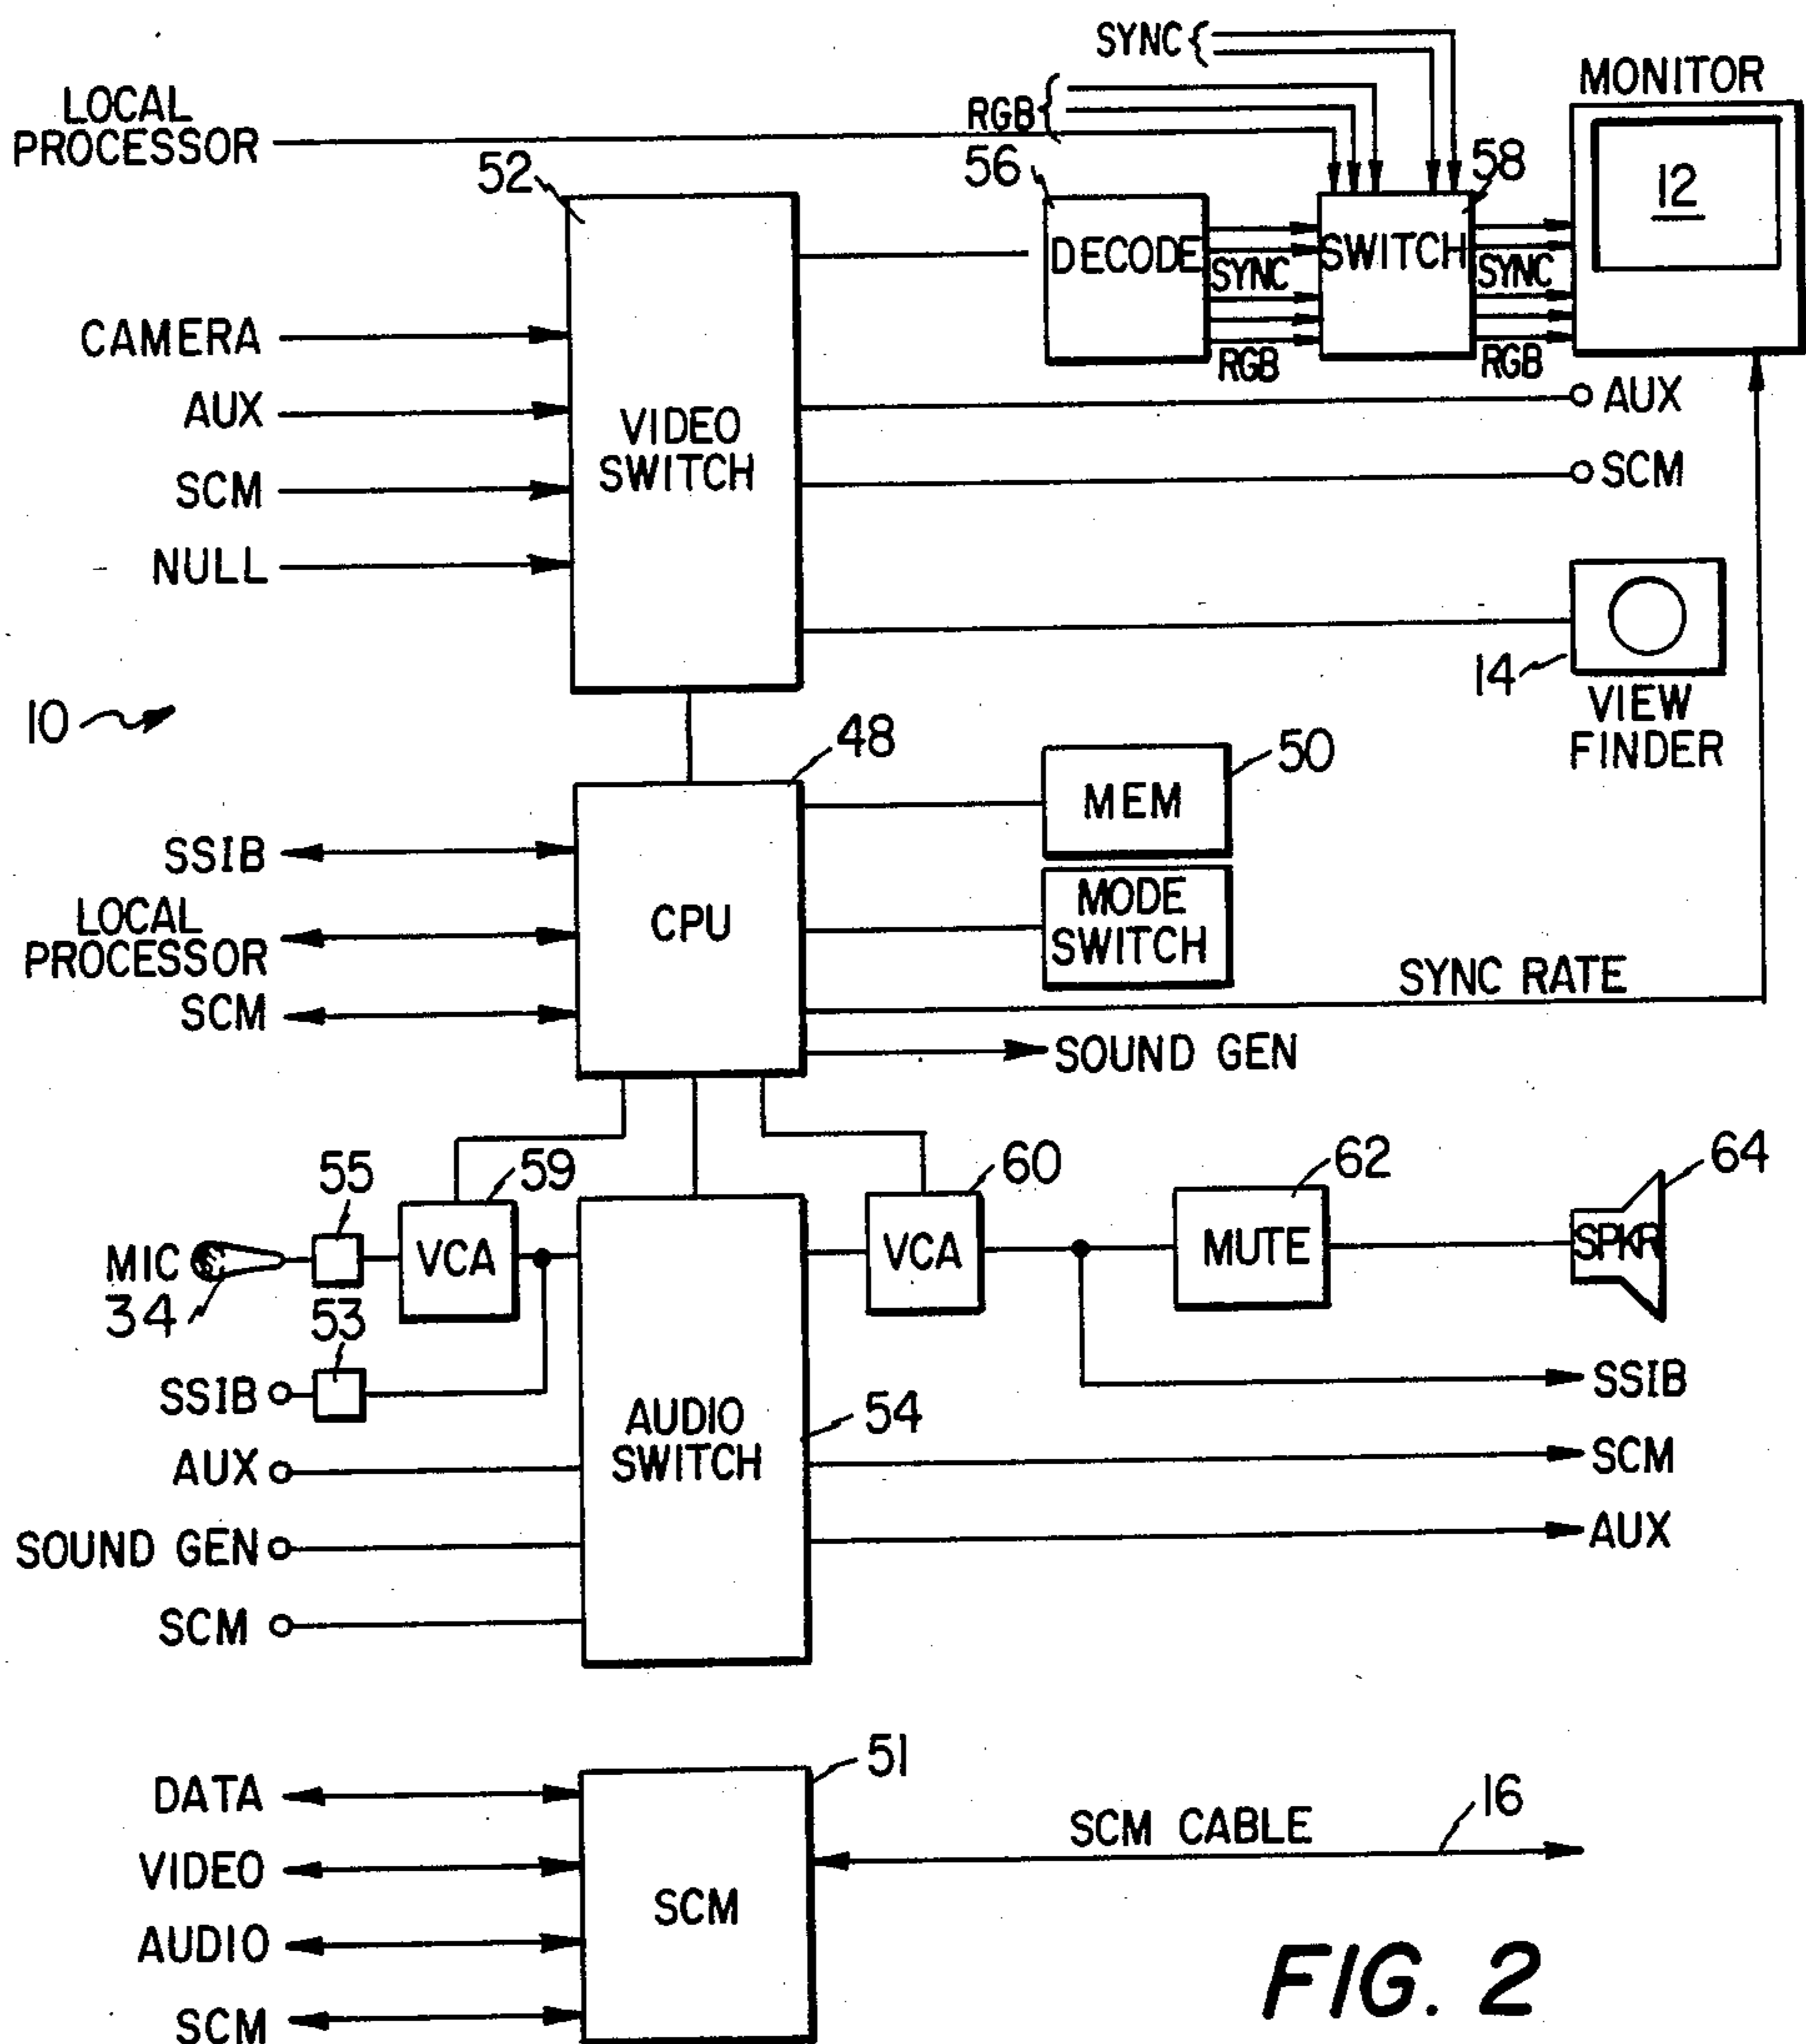 SYNC {
MONITOR
LOCAL
PROCESSOR
RGB {
52
56
58
12
DECODE
SWITCH
SYNC
SYNC
RGB
RGB
CAMERA
AUX
SCM
NULL
VIDEO
SWITCH
AUX
SCM
14
VIEW
FINDER
10
48
50
MEM
SSIB
LOCAL
PROCESSOR
SCM
CPU
MODE
SWITCH
SYNC RATE
SOUND GEN
55
59
60
62
64
MIC
34
VCA
VCA
MUTE
SPKR
53
SSIB
AUX
SOUND GEN
SCM
AUDIO
SWITCH
54
SSIB
SCM
AUX
51
DATA
VIDEO
AUDIO
SCM
SCM
SCM CABLE
16
FIG. 2